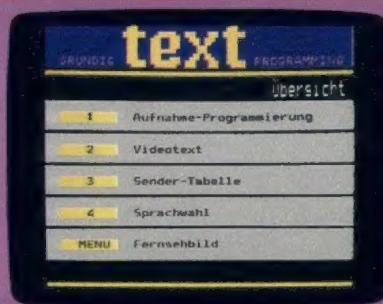 GRUNDIG text PROGRAMMING
Übersicht
1 Aufnahme-Programmierung
2 Videotext
3 Sender-Tabelle
4 Sprachwahl
MENU Fernsehbild